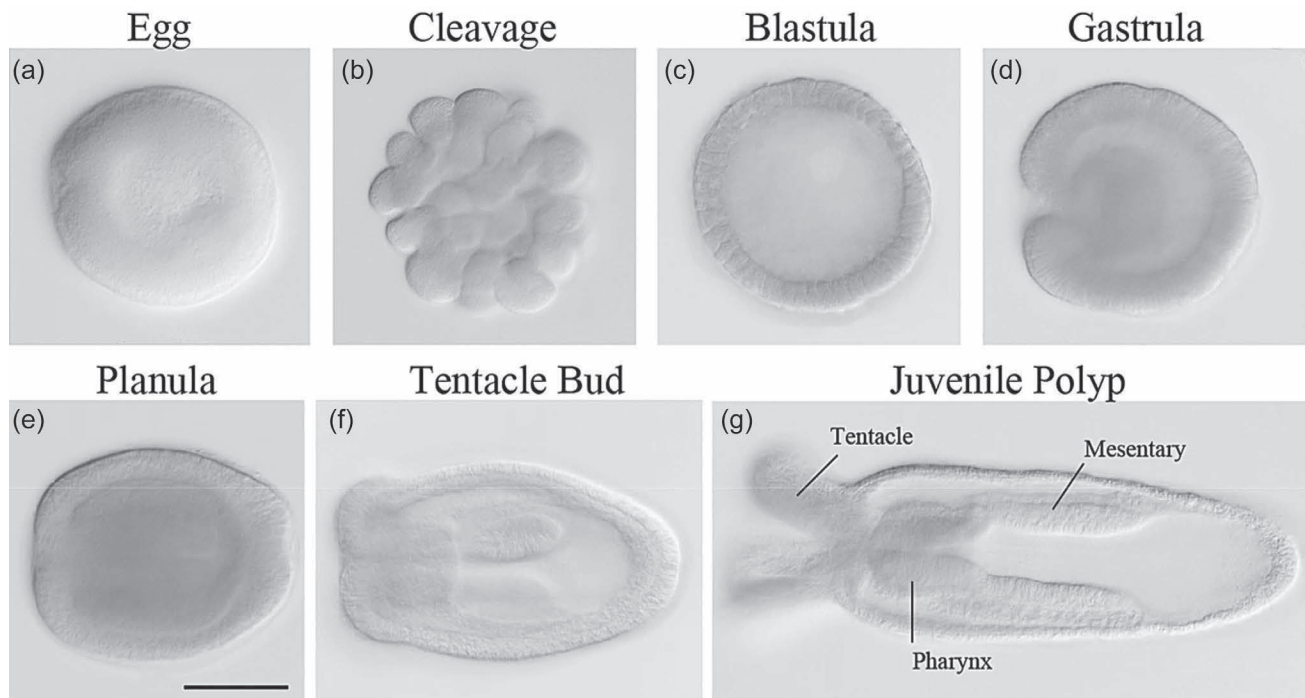 Egg
Cleavage
Blastula
Gastrula
(a)
(b)
(c)
(d)
Planula
Tentacle Bud
Juvenile Polyp
(e)
(f)
(g)
Tentacle
Mesentary
Pharynx